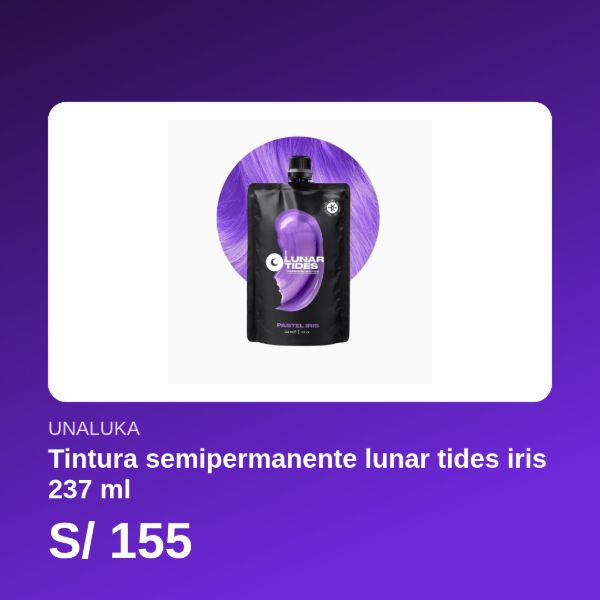 LUNAR
TIDES
PASTEL IRIS
UNALUKA
Tintura semipermanente lunar tides iris
237 ml
S/ 155